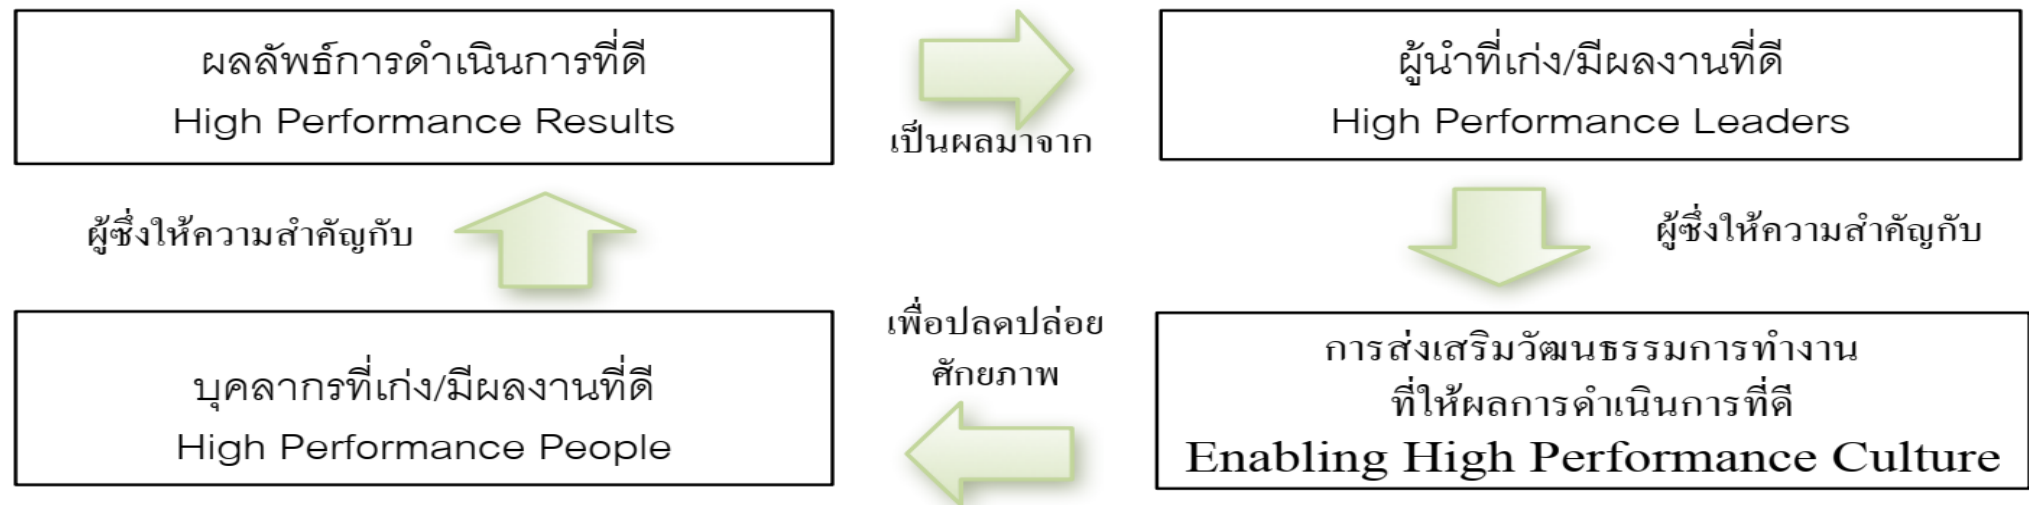 ผลลัพธ์การดำเนินการที่ดี
High Performance Results
เป็นผลมาจาก
ผู้นำที่เก่ง/มีผลงานที่ดี
High Performance Leaders
ผู้ซึ่งให้ความสำคัญกับ
ผู้ซึ่งให้ความสำคัญกับ
บุคลากรที่เก่ง/มีผลงานที่ดี
High Performance People
เพื่อปลดปล่อย
ศักยภาพ
การส่งเสริมวัฒนธรรมการทำงาน
ที่ให้ผลการดำเนินการที่ดี
Enabling High Performance Culture